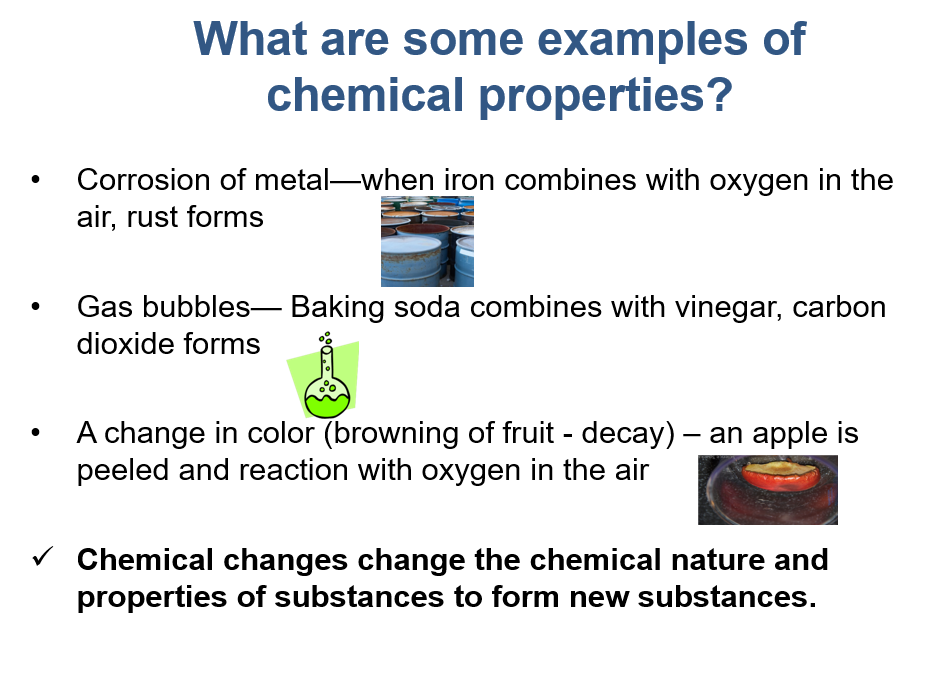 What are some examples of
chemical properties?
• Corrosion of metal—when iron combines with oxygen in the
air, rust forms
• Gas bubbles— Baking soda combines with vinegar, carbon
dioxide forms
• A change in color (browning of fruit - decay) – an apple is
peeled and reaction with oxygen in the air
✓ Chemical changes change the chemical nature and
properties of substances to form new substances.